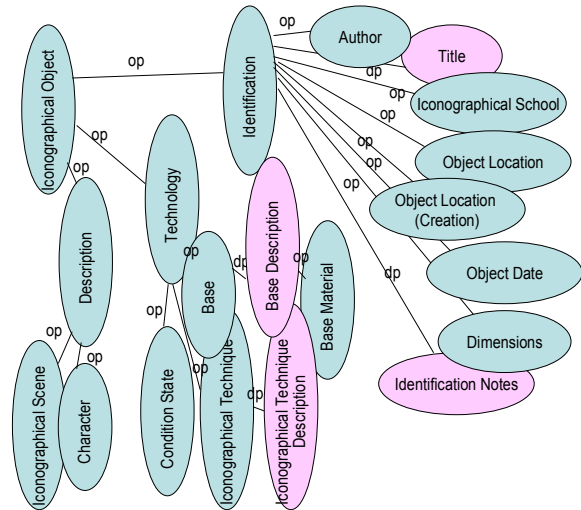 Iconographical Object
op
Identification
op
Author
dp
Title
op
Iconographical School
op
Object Location
op
Object Location
(Creation)
op
Object Date
op
Dimensions
dp
Identification Notes
op
Technology
op
Description
op
Iconographical Scene
op
Character
op
Condition State
op
Base
dp
Base Description
op
Base Material
op
Iconographical Technique
dp
Iconographical Technique
Description